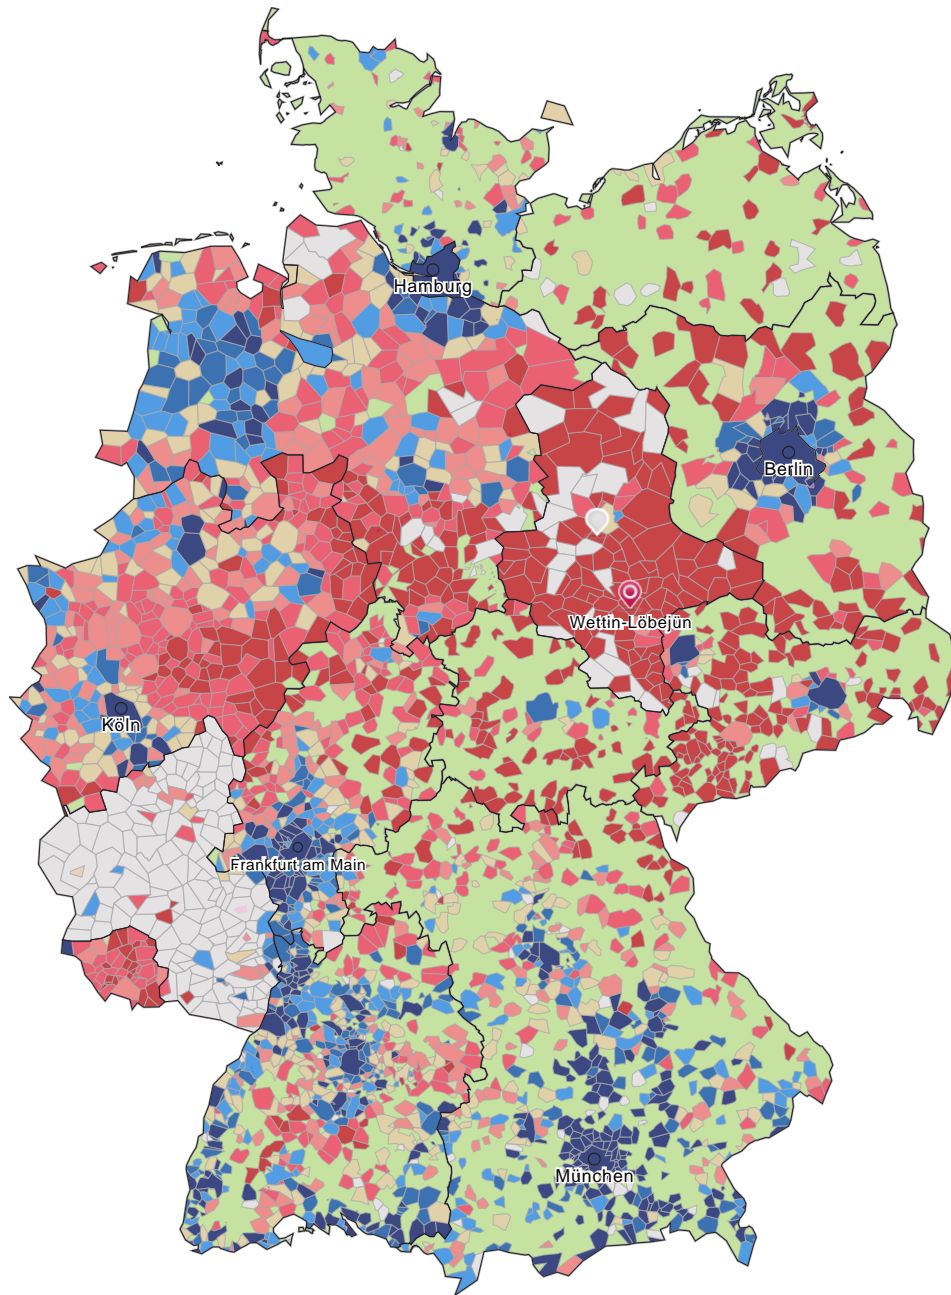 Hamburg
Berlin
Wettin-Löbejün
Köln
Frankfurt am Main
München